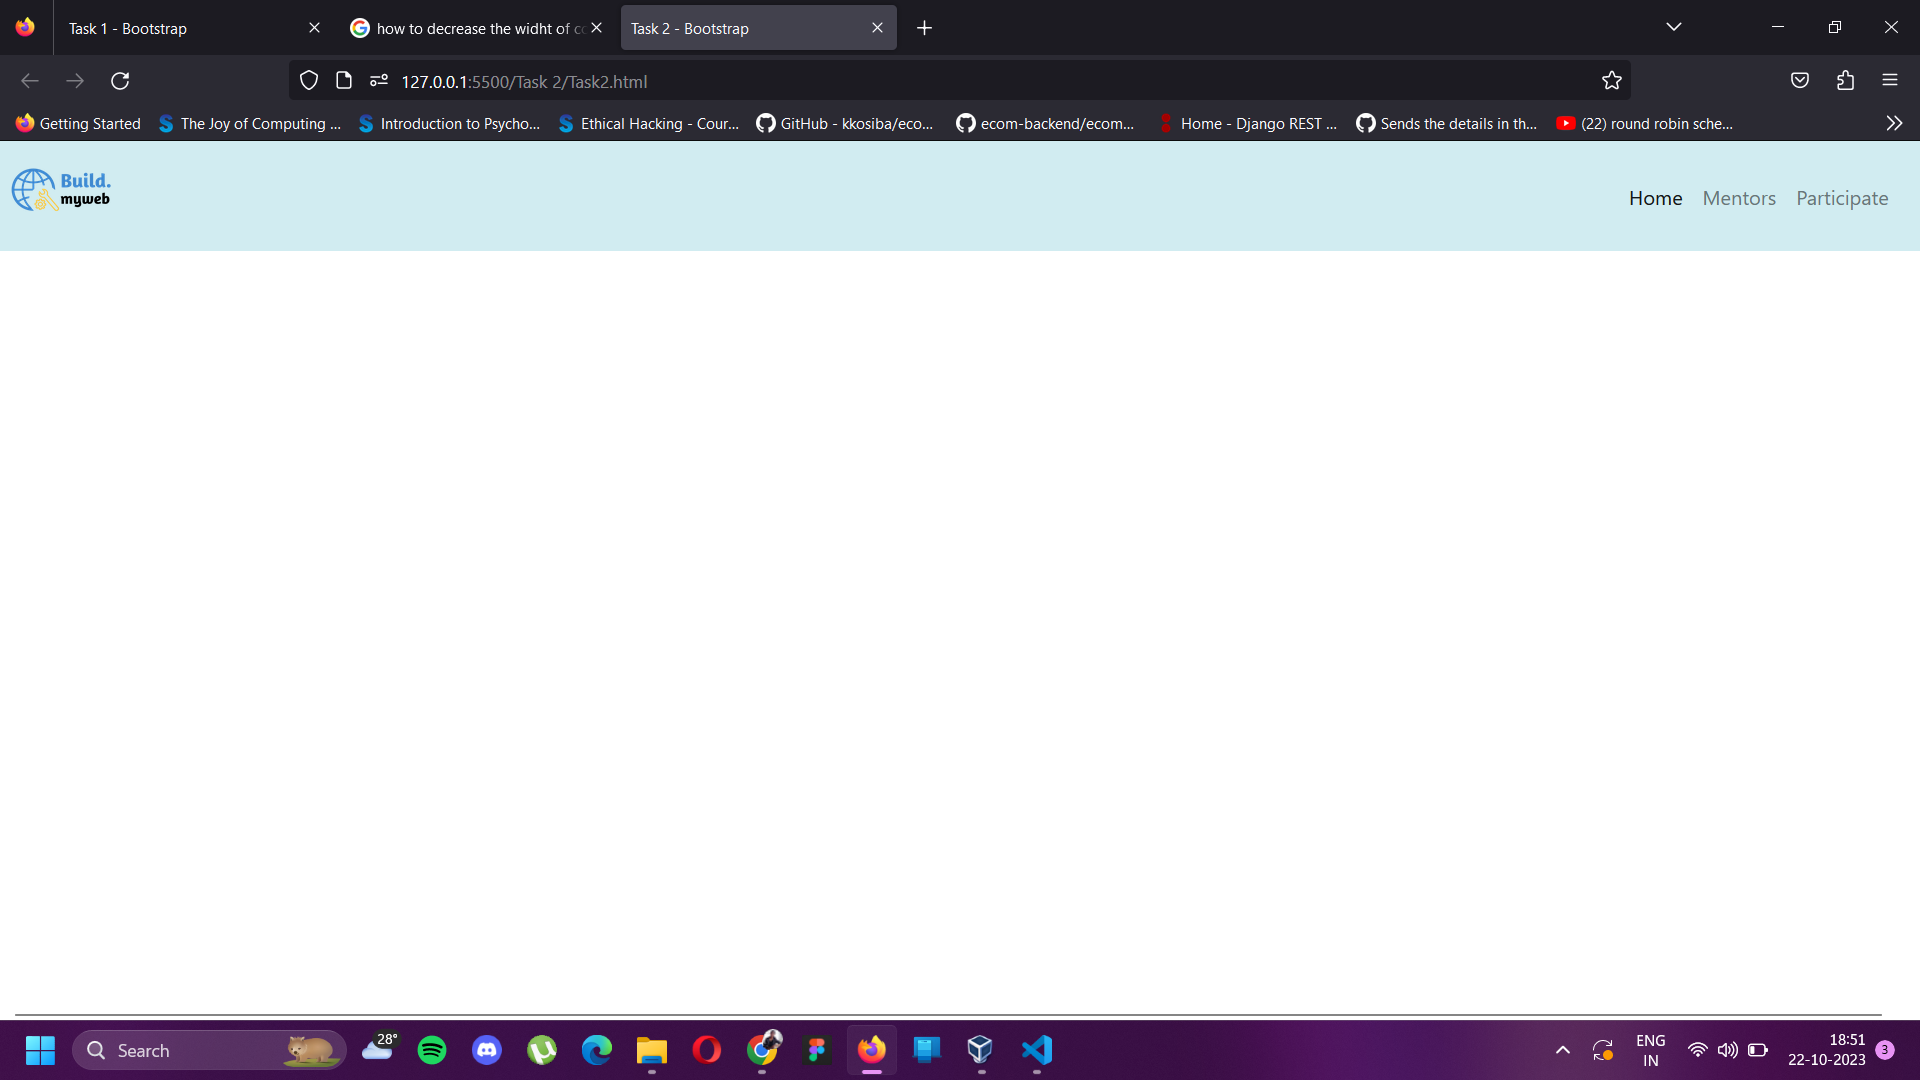 Task 1 - Bootstrap
how to decrease the widht of co
Task 2 - Bootstrap
127.0.0.1:5500/Task 2/Task2.html
Getting Started
The Joy of Computing ...
Introduction to Psycho...
Ethical Hacking - Cour...
GitHub - kkosiba/eco...
ecom-backend/ecom...
Home - Django REST ...
Sends the details in th...
(22) round robin sche...
Build.
myweb
Home
Mentors
Participate
Search
28°
ENG
IN
18:51
22-10-2023
3